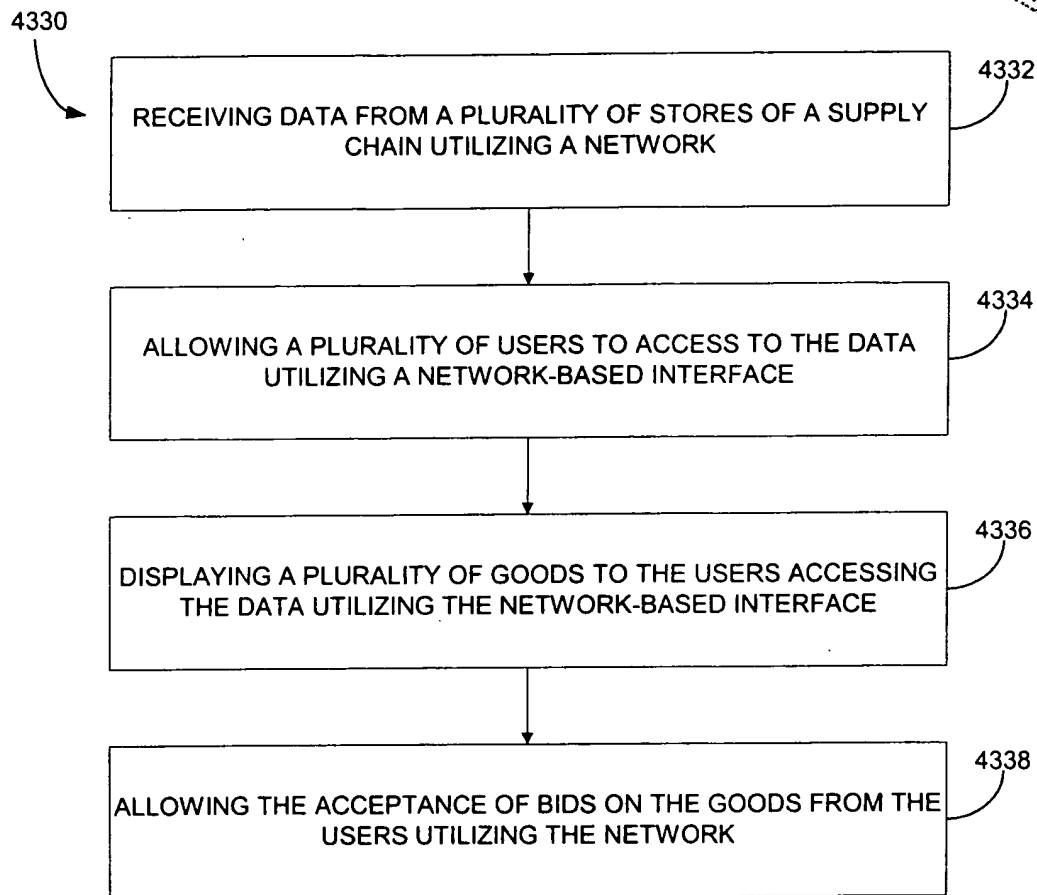 4330
4332
RECEIVING DATA FROM A PLURALITY OF STORES OF A SUPPLY
CHAIN UTILIZING A NETWORK
4334
ALLOWING A PLURALITY OF USERS TO ACCESS TO THE DATA
UTILIZING A NETWORK-BASED INTERFACE
4336
DISPLAYING A PLURALITY OF GOODS TO THE USERS ACCESSING
THE DATA UTILIZING THE NETWORK-BASED INTERFACE
4338
ALLOWING THE ACCEPTANCE OF BIDS ON THE GOODS FROM THE
USERS UTILIZING THE NETWORK